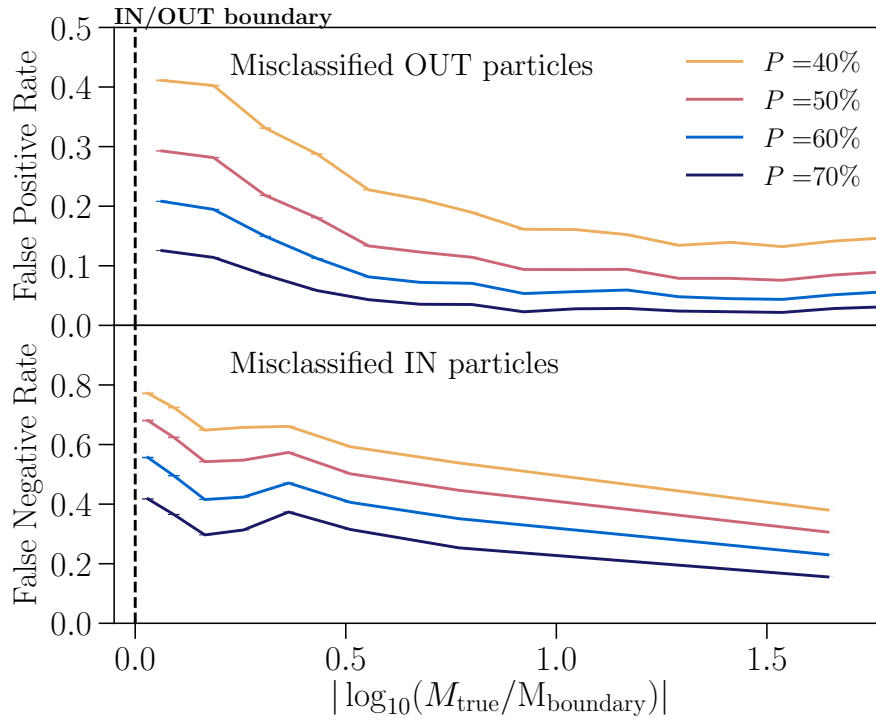 IN/OUT boundary
0.5
Misclassified OUT particles
P =40%
0.4
P =50%
0.3
P =60%
0.2
P =70%
0.1
0.0
False Positive Rate
Misclassified IN particles
0.8
0.6
0.4
0.2
0.0
False Negative Rate
0.0 0.5 1.0 1.5
| log₁₀(M_true/M_boundary)|